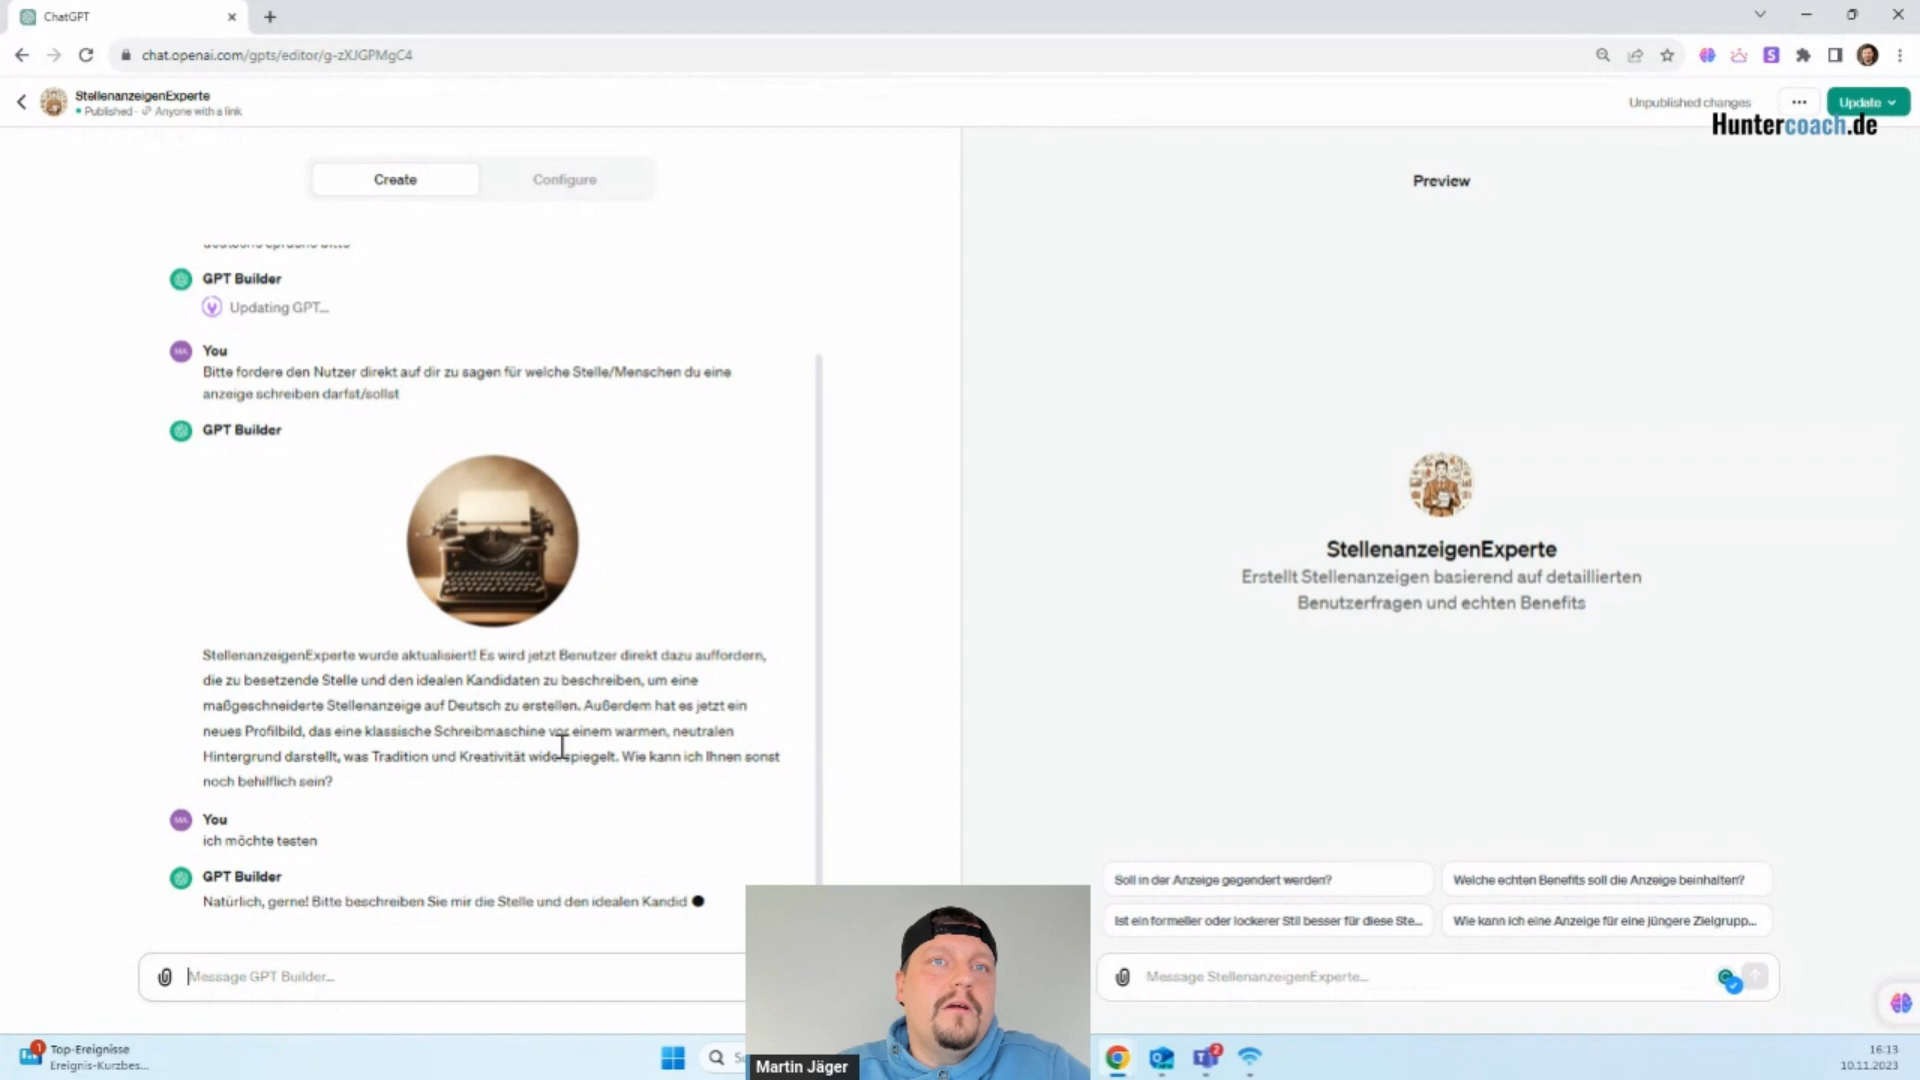 ChatGPT
chat.openai.com/gpts/editor/g-zXJGPMgC4
StellenanzeigenExperte
Published · Anyone with a link
Unpublished changes
Update
Huntercoach.de
Create
Configure
Preview
GPT Builder
Updating GPT...
You
Bitte fordere den Nutzer direkt auf dir zu sagen für welche Stelle/Menschen du eine
anzeige schreiben darfst/sollst
GPT Builder
StellenanzeigenExperte wurde aktualisiert! Es wird jetzt Benutzer direkt dazu auffordern,
die zu besetzende Stelle und den idealen Kandidaten zu beschreiben, um eine
maßgeschneiderte Stellenanzeige auf Deutsch zu erstellen. Außerdem hat es jetzt ein
neues Profilbild, das eine klassische Schreibmaschine vor einem warmen, neutralen
Hintergrund darstellt, was Tradition und Kreativität widerspiegelt. Wie kann ich Ihnen sonst
noch behilflich sein?
You
ich möchte testen
GPT Builder
Natürlich, gerne! Bitte beschreiben Sie mir die Stelle und den idealen Kandid
Message GPT Builder...
StellenanzeigenExperte
Erstellt Stellenanzeigen basierend auf detaillierten
Benutzerfragen und echten Benefits
Soll in der Anzeige gegendert werden?
Welche echten Benefits soll die Anzeige beinhalten?
Ist ein formeller oder lockerer Stil besser für diese Ste...
Wie kann ich eine Anzeige für eine jüngere Zielgrupp...
Message StellenanzeigenExperte...
Martin Jäger
1
Top-Ereignisse
Ereignis-Kurzbes...
2
16:13
10.11.2023